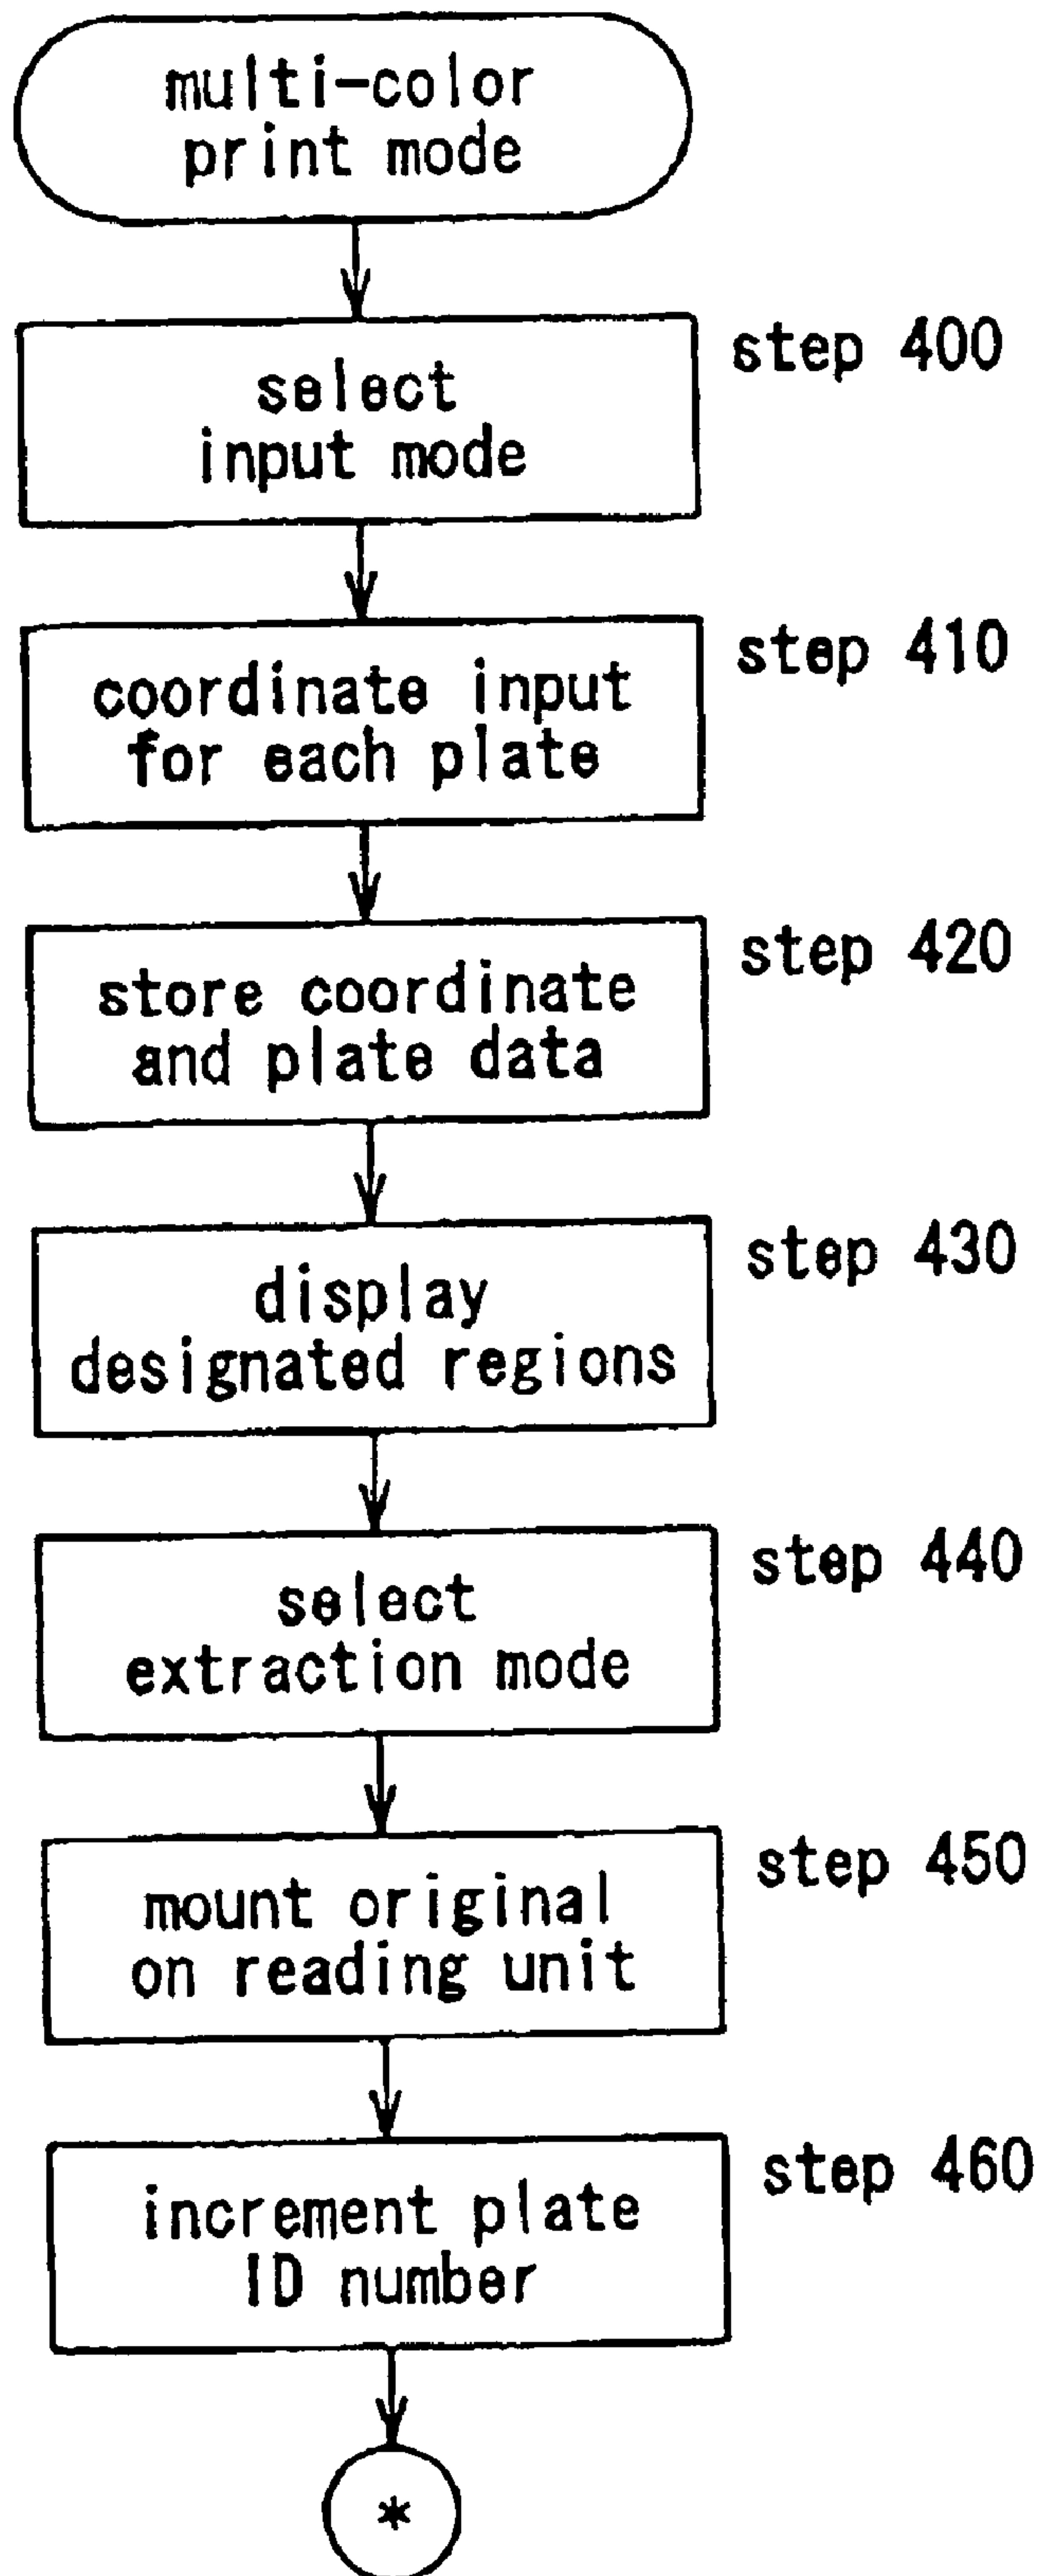 multi-color
print mode
step 400
select
input mode
step 410
coordinate input
for each plate
step 420
store coordinate
and plate data
step 430
display
designated regions
step 440
select
extraction mode
step 450
mount original
on reading unit
step 460
increment plate
ID number
*